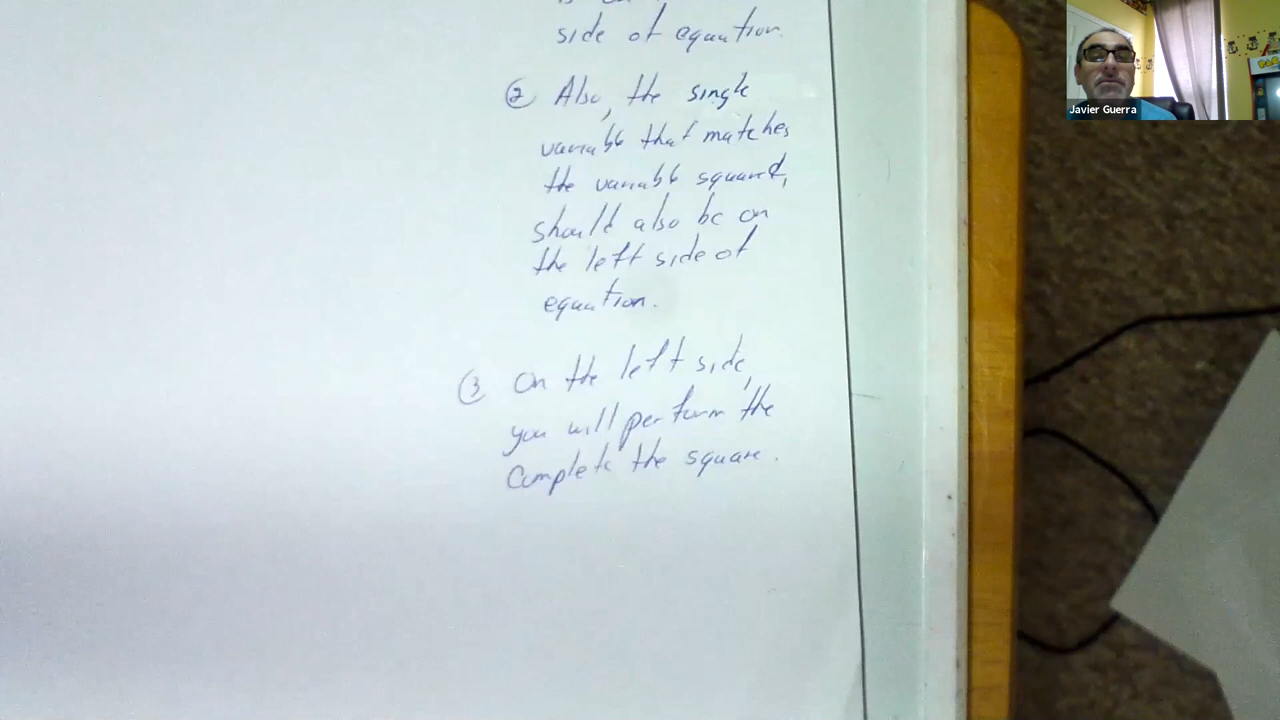 side of equation.
② Also, the single
variable that matches
the variable squared,
should also be on
the left side of
equation.
③ On the left side,
you will perform the
Complete the square.
Javier Guerra